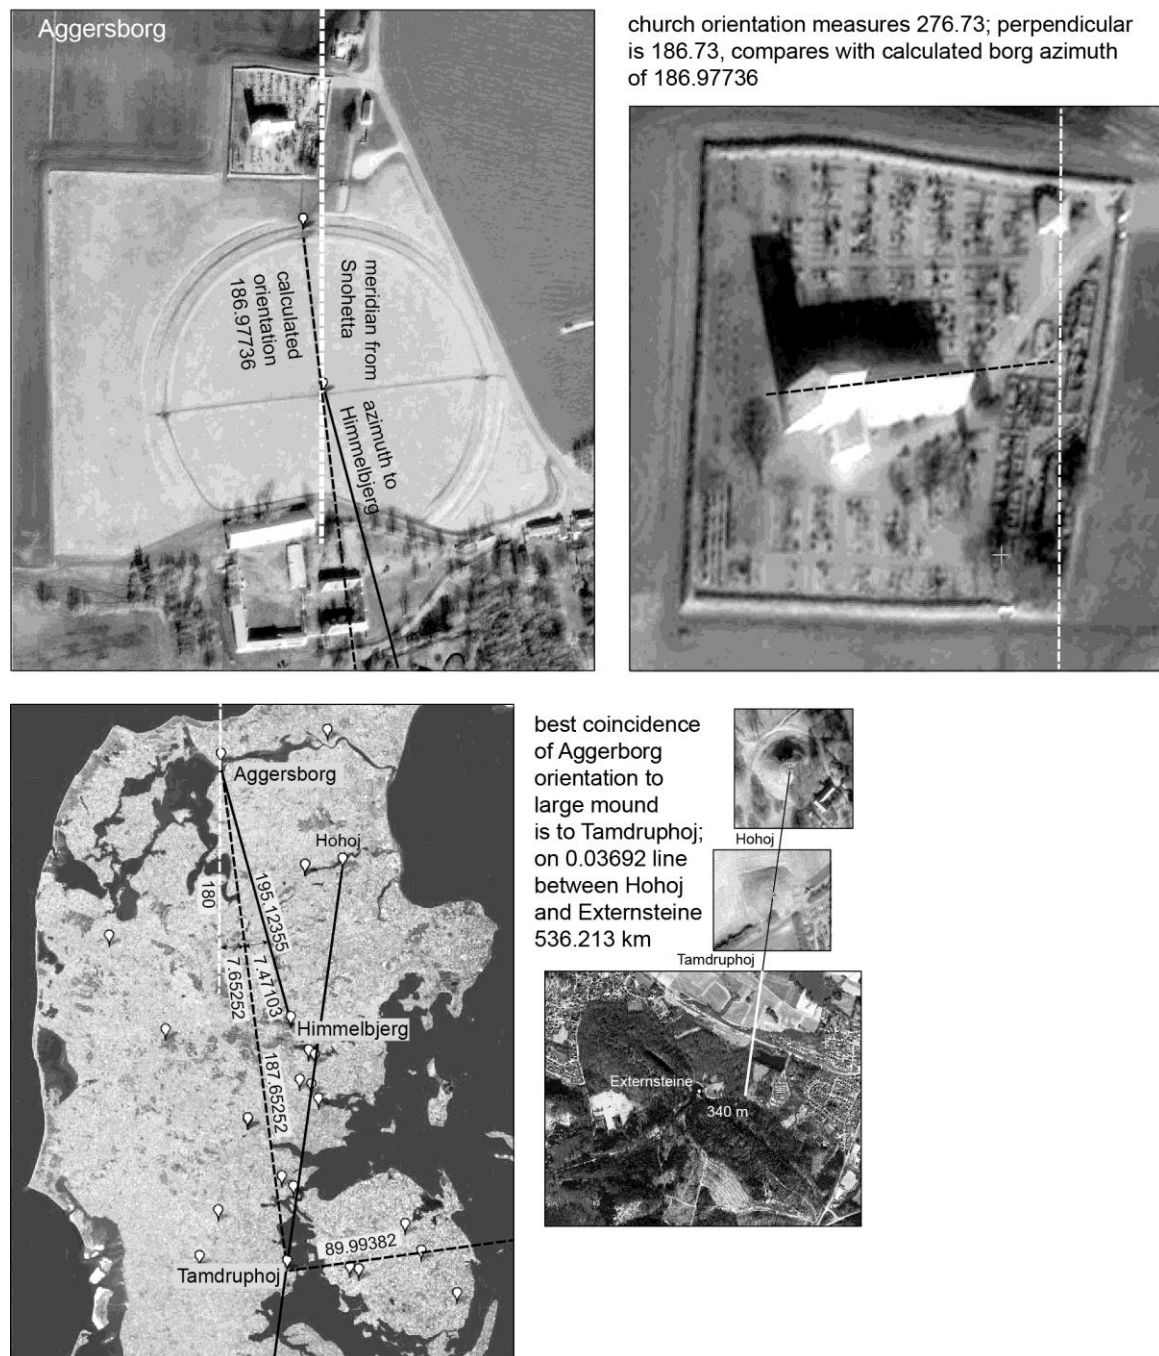 Aggersborg
calculated
orientation
186.97736
meridian from
Snohetta
azimuth to
Himmelbjerg
church orientation measures 276.73; perpendicular
is 186.73, compares with calculated borg azimuth
of 186.97736
Aggersborg
Hohoj
180
195.12355
7.47103
7.65252
Himmelbjerg
187.65252
89.99382
Tamdruphoj
best coincidence
of Aggerborg
orientation to
large mound
is to Tamdruphoj;
on 0.03692 line
between Hohoj
and Externsteine
536.213 km
Hohoj
Tamdruphoj
Externsteine
340 m